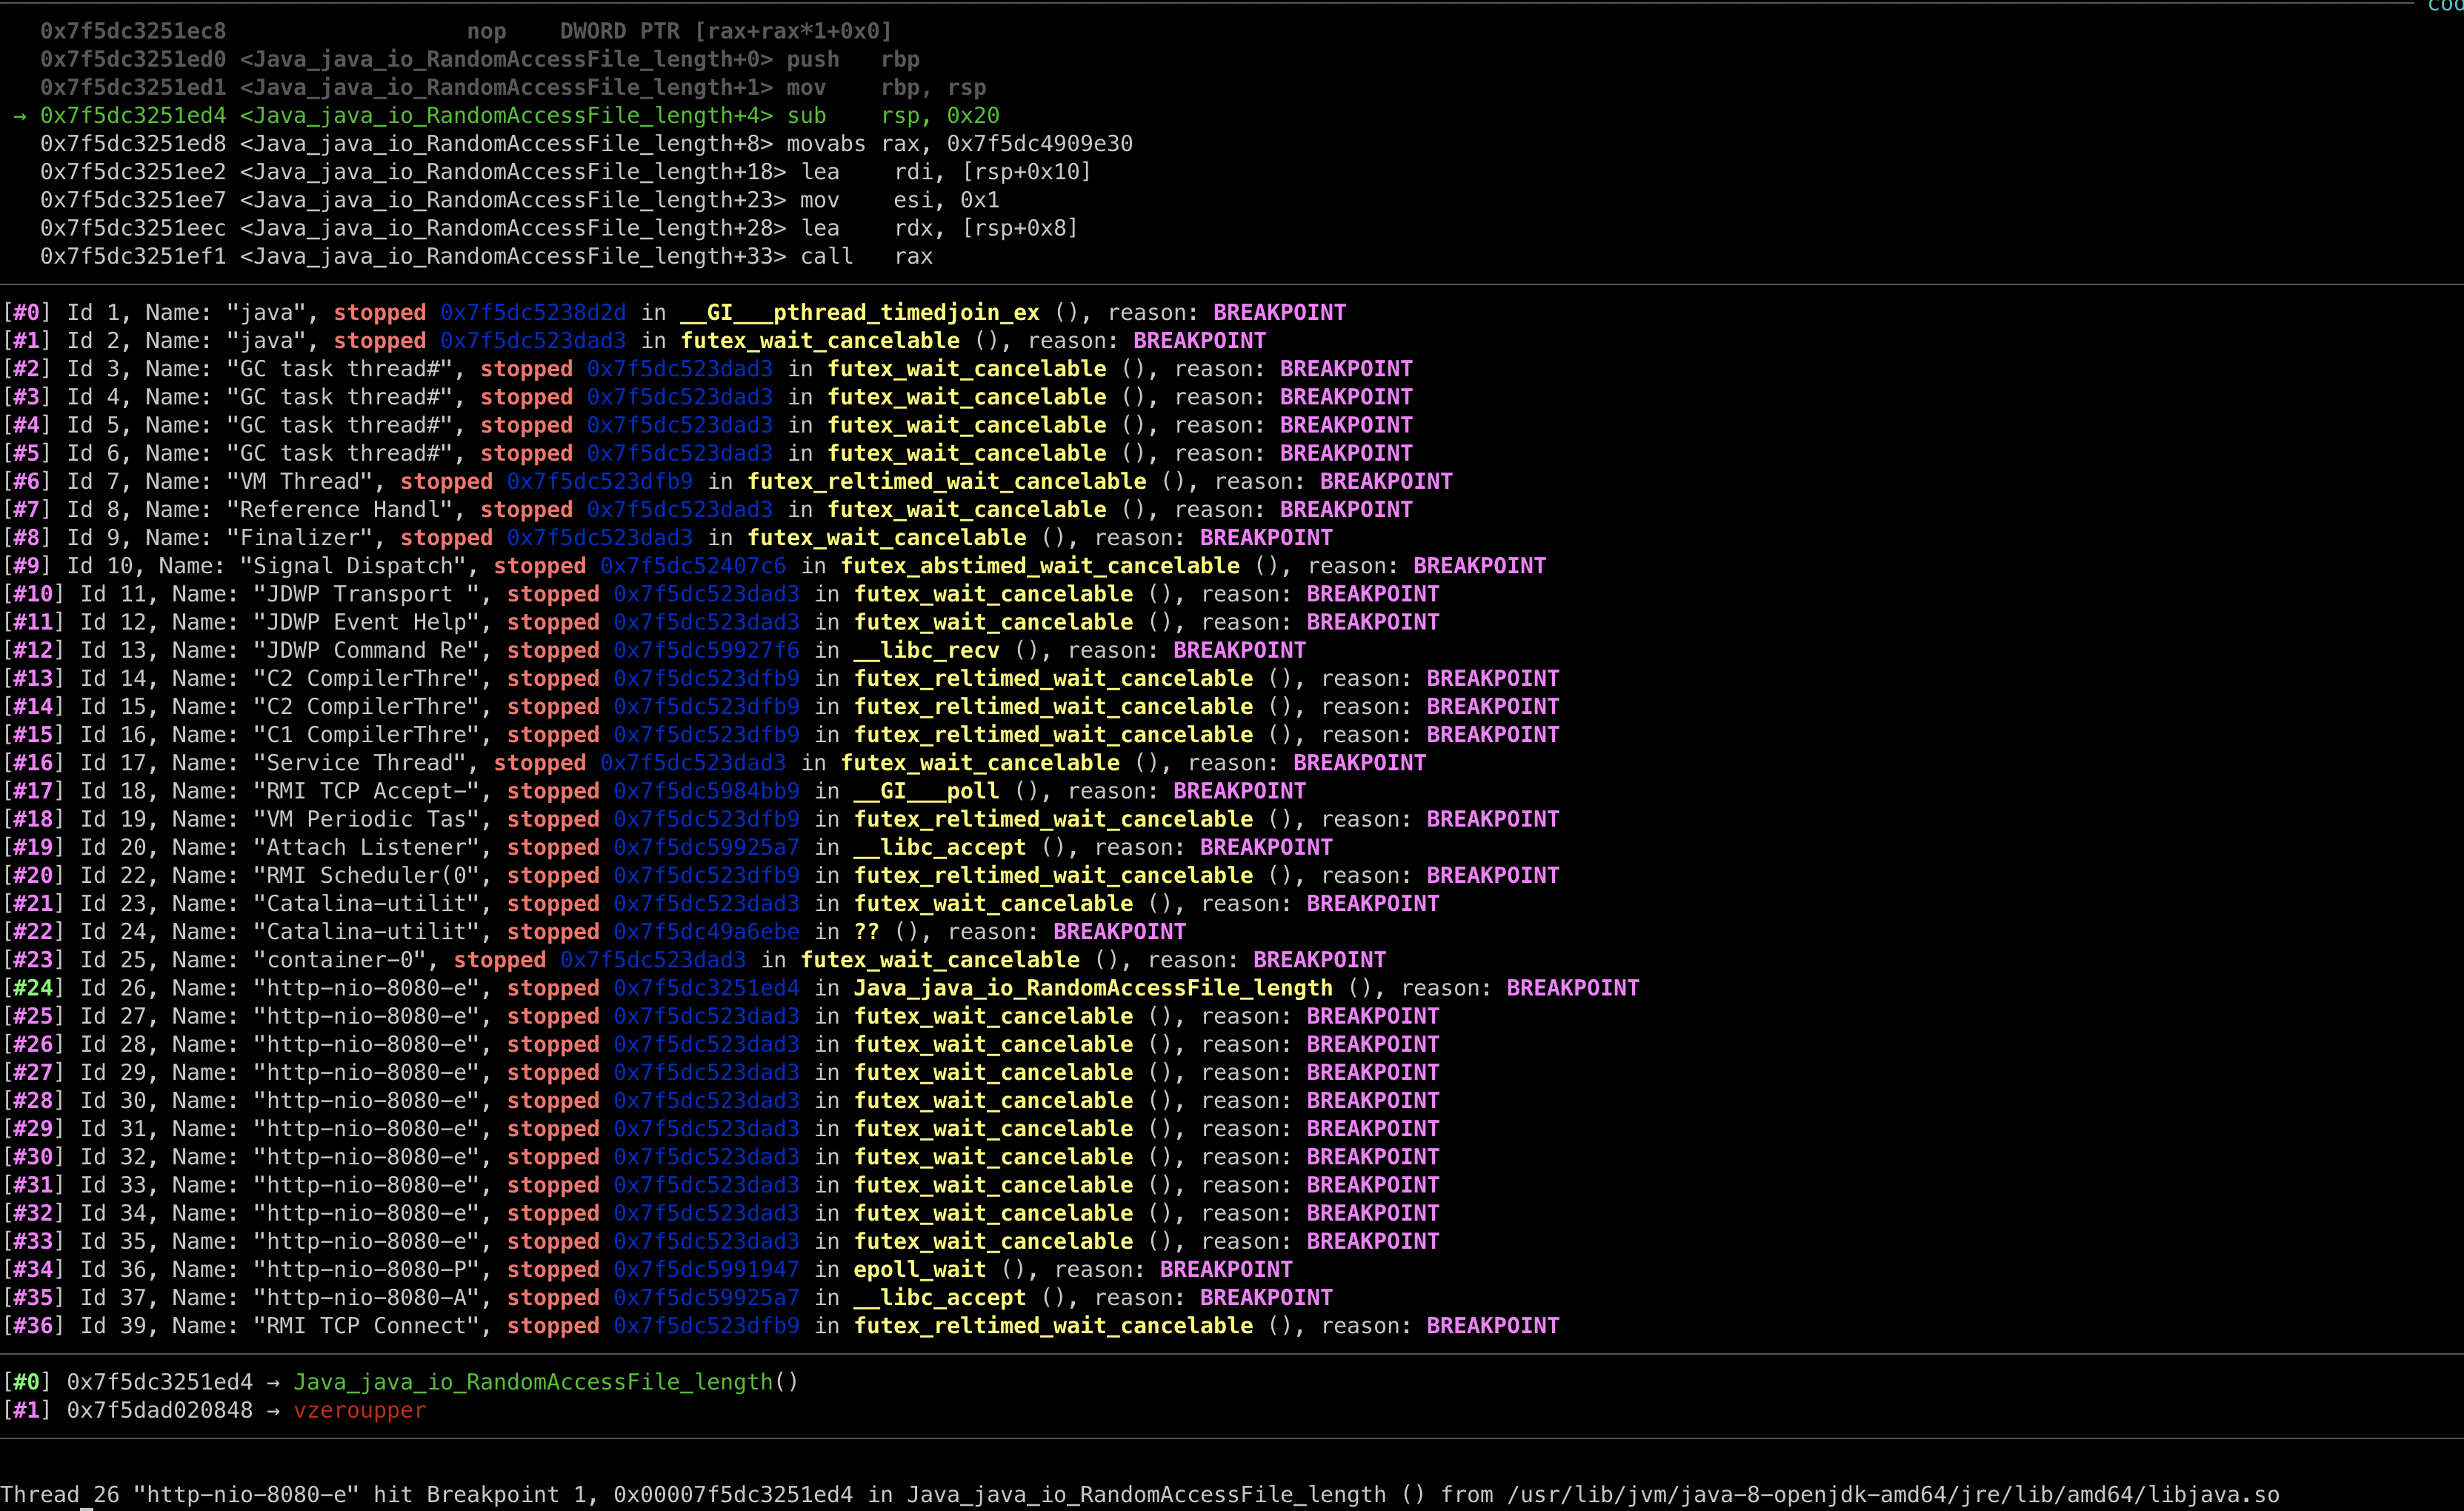 cod
0x7f5dc3251ec8                  nop    DWORD PTR [rax+rax*1+0x0]
0x7f5dc3251ed0 <Java_java_io_RandomAccessFile_length+0> push   rbp
0x7f5dc3251ed1 <Java_java_io_RandomAccessFile_length+1> mov    rbp, rsp
→ 0x7f5dc3251ed4 <Java_java_io_RandomAccessFile_length+4> sub    rsp, 0x20
0x7f5dc3251ed8 <Java_java_io_RandomAccessFile_length+8> movabs rax, 0x7f5dc4909e30
0x7f5dc3251ee2 <Java_java_io_RandomAccessFile_length+18> lea    rdi, [rsp+0x10]
0x7f5dc3251ee7 <Java_java_io_RandomAccessFile_length+23> mov    esi, 0x1
0x7f5dc3251eec <Java_java_io_RandomAccessFile_length+28> lea    rdx, [rsp+0x8]
0x7f5dc3251ef1 <Java_java_io_RandomAccessFile_length+33> call   rax
[#0] Id 1, Name: "java", stopped 0x7f5dc5238d2d in __GI___pthread_timedjoin_ex (), reason: BREAKPOINT
[#1] Id 2, Name: "java", stopped 0x7f5dc523dad3 in futex_wait_cancelable (), reason: BREAKPOINT
[#2] Id 3, Name: "GC task thread#", stopped 0x7f5dc523dad3 in futex_wait_cancelable (), reason: BREAKPOINT
[#3] Id 4, Name: "GC task thread#", stopped 0x7f5dc523dad3 in futex_wait_cancelable (), reason: BREAKPOINT
[#4] Id 5, Name: "GC task thread#", stopped 0x7f5dc523dad3 in futex_wait_cancelable (), reason: BREAKPOINT
[#5] Id 6, Name: "GC task thread#", stopped 0x7f5dc523dad3 in futex_wait_cancelable (), reason: BREAKPOINT
[#6] Id 7, Name: "VM Thread", stopped 0x7f5dc523dfb9 in futex_reltimed_wait_cancelable (), reason: BREAKPOINT
[#7] Id 8, Name: "Reference Handl", stopped 0x7f5dc523dad3 in futex_wait_cancelable (), reason: BREAKPOINT
[#8] Id 9, Name: "Finalizer", stopped 0x7f5dc523dad3 in futex_wait_cancelable (), reason: BREAKPOINT
[#9] Id 10, Name: "Signal Dispatch", stopped 0x7f5dc52407c6 in futex_abstimed_wait_cancelable (), reason: BREAKPOINT
[#10] Id 11, Name: "JDWP Transport ", stopped 0x7f5dc523dad3 in futex_wait_cancelable (), reason: BREAKPOINT
[#11] Id 12, Name: "JDWP Event Help", stopped 0x7f5dc523dad3 in futex_wait_cancelable (), reason: BREAKPOINT
[#12] Id 13, Name: "JDWP Command Re", stopped 0x7f5dc59927f6 in __libc_recv (), reason: BREAKPOINT
[#13] Id 14, Name: "C2 CompilerThre", stopped 0x7f5dc523dfb9 in futex_reltimed_wait_cancelable (), reason: BREAKPOINT
[#14] Id 15, Name: "C2 CompilerThre", stopped 0x7f5dc523dfb9 in futex_reltimed_wait_cancelable (), reason: BREAKPOINT
[#15] Id 16, Name: "C1 CompilerThre", stopped 0x7f5dc523dfb9 in futex_reltimed_wait_cancelable (), reason: BREAKPOINT
[#16] Id 17, Name: "Service Thread", stopped 0x7f5dc523dad3 in futex_wait_cancelable (), reason: BREAKPOINT
[#17] Id 18, Name: "RMI TCP Accept-", stopped 0x7f5dc5984bb9 in __GI___poll (), reason: BREAKPOINT
[#18] Id 19, Name: "VM Periodic Tas", stopped 0x7f5dc523dfb9 in futex_reltimed_wait_cancelable (), reason: BREAKPOINT
[#19] Id 20, Name: "Attach Listener", stopped 0x7f5dc59925a7 in __libc_accept (), reason: BREAKPOINT
[#20] Id 22, Name: "RMI Scheduler(0", stopped 0x7f5dc523dfb9 in futex_reltimed_wait_cancelable (), reason: BREAKPOINT
[#21] Id 23, Name: "Catalina-utilit", stopped 0x7f5dc523dad3 in futex_wait_cancelable (), reason: BREAKPOINT
[#22] Id 24, Name: "Catalina-utilit", stopped 0x7f5dc49a6ebe in ?? (), reason: BREAKPOINT
[#23] Id 25, Name: "container-0", stopped 0x7f5dc523dad3 in futex_wait_cancelable (), reason: BREAKPOINT
[#24] Id 26, Name: "http-nio-8080-e", stopped 0x7f5dc3251ed4 in Java_java_io_RandomAccessFile_length (), reason: BREAKPOINT
[#25] Id 27, Name: "http-nio-8080-e", stopped 0x7f5dc523dad3 in futex_wait_cancelable (), reason: BREAKPOINT
[#26] Id 28, Name: "http-nio-8080-e", stopped 0x7f5dc523dad3 in futex_wait_cancelable (), reason: BREAKPOINT
[#27] Id 29, Name: "http-nio-8080-e", stopped 0x7f5dc523dad3 in futex_wait_cancelable (), reason: BREAKPOINT
[#28] Id 30, Name: "http-nio-8080-e", stopped 0x7f5dc523dad3 in futex_wait_cancelable (), reason: BREAKPOINT
[#29] Id 31, Name: "http-nio-8080-e", stopped 0x7f5dc523dad3 in futex_wait_cancelable (), reason: BREAKPOINT
[#30] Id 32, Name: "http-nio-8080-e", stopped 0x7f5dc523dad3 in futex_wait_cancelable (), reason: BREAKPOINT
[#31] Id 33, Name: "http-nio-8080-e", stopped 0x7f5dc523dad3 in futex_wait_cancelable (), reason: BREAKPOINT
[#32] Id 34, Name: "http-nio-8080-e", stopped 0x7f5dc523dad3 in futex_wait_cancelable (), reason: BREAKPOINT
[#33] Id 35, Name: "http-nio-8080-e", stopped 0x7f5dc523dad3 in futex_wait_cancelable (), reason: BREAKPOINT
[#34] Id 36, Name: "http-nio-8080-P", stopped 0x7f5dc5991947 in epoll_wait (), reason: BREAKPOINT
[#35] Id 37, Name: "http-nio-8080-A", stopped 0x7f5dc59925a7 in __libc_accept (), reason: BREAKPOINT
[#36] Id 39, Name: "RMI TCP Connect", stopped 0x7f5dc523dfb9 in futex_reltimed_wait_cancelable (), reason: BREAKPOINT
[#0] 0x7f5dc3251ed4 → Java_java_io_RandomAccessFile_length()
[#1] 0x7f5dad020848 → vzeroupper
Thread 26 "http-nio-8080-e" hit Breakpoint 1, 0x00007f5dc3251ed4 in Java_java_io_RandomAccessFile_length () from /usr/lib/jvm/java-8-openjdk-amd64/jre/lib/amd64/libjava.so